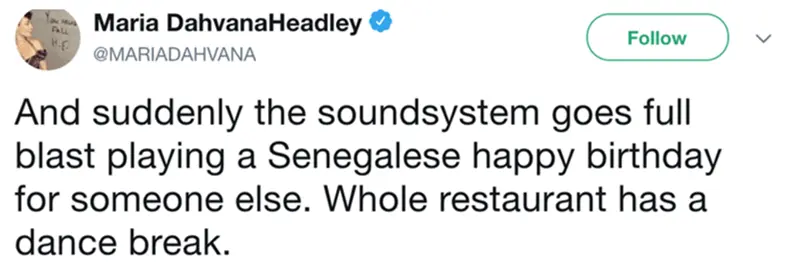 Maria DahvanaHeadley
@MARIADAHVANA
Follow
And suddenly the soundsystem goes full
blast playing a Senegalese happy birthday
for someone else. Whole restaurant has a
dance break.